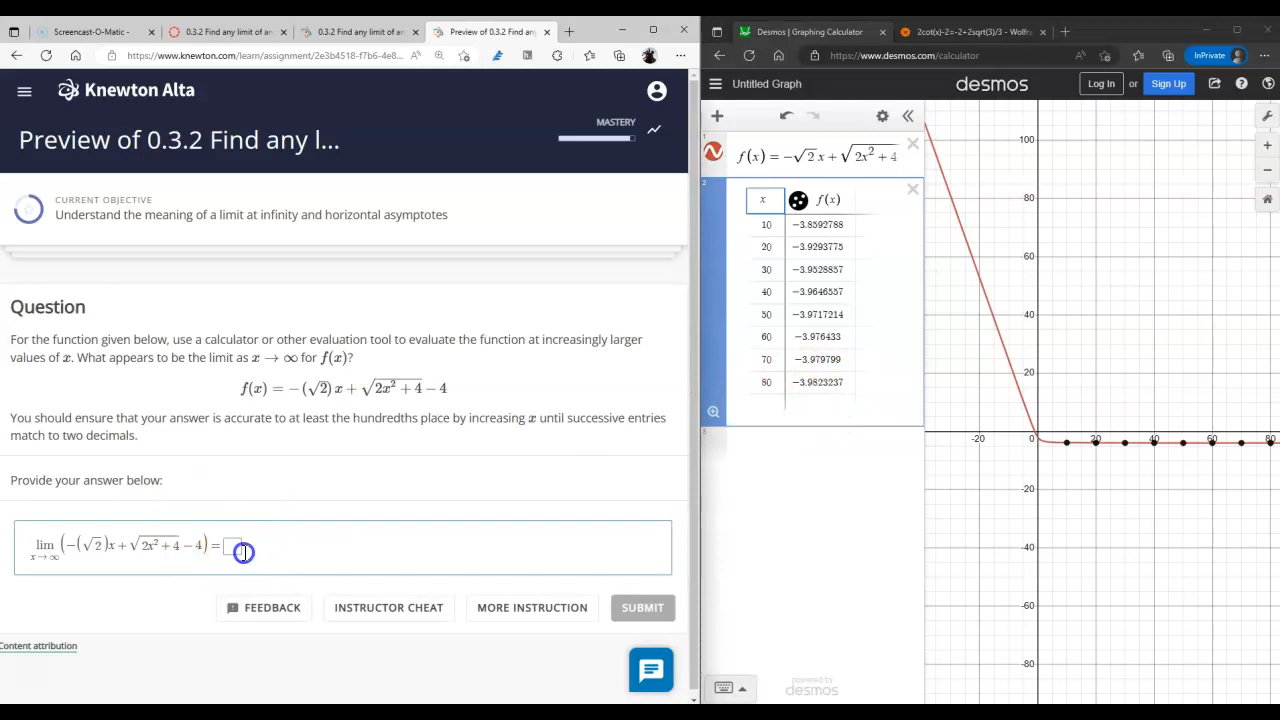 Screencast-O-Matic -
0.3.2 Find any limit of an
0.3.2 Find any limit of an
Preview of 0.3.2 Find any
https://www.knewton.com/learn/assignment/2e3b4518-f7b6-4e8...
Knewton Alta
Preview of 0.3.2 Find any l...
MASTERY
CURRENT OBJECTIVE
Understand the meaning of a limit at infinity and horizontal asymptotes
Question
For the function given below, use a calculator or other evaluation tool to evaluate the function at increasingly larger
values of x. What appears to be the limit as x → ∞ for f(x)?
f(x) = −(√2)x + √(2x² + 4) − 4
You should ensure that your answer is accurate to at least the hundredths place by increasing x until successive entries
match to two decimals.
Provide your answer below:
lim x→∞ (−(√2)x + √(2x² + 4) − 4) =
FEEDBACK
INSTRUCTOR CHEAT
MORE INSTRUCTION
SUBMIT
Content attribution
Desmos | Graphing Calculator
2cot(x)-2=-2+2sqrt(3)/3 - Wolfr
https://www.desmos.com/calculator
InPrivate
Untitled Graph
desmos
Log In
or
Sign Up
1
f(x) = −√2x + √(2x² + 4)
2
x f(x)
10 −3.8592788
20 −3.9293775
30 −3.9528857
40 −3.9646557
50 −3.9717214
60 −3.976433
70 −3.979799
80 −3.9823237
3
powered by
desmos
100
80
60
40
20
-20
0
20
40
60
80
-20
-40
-60
-80